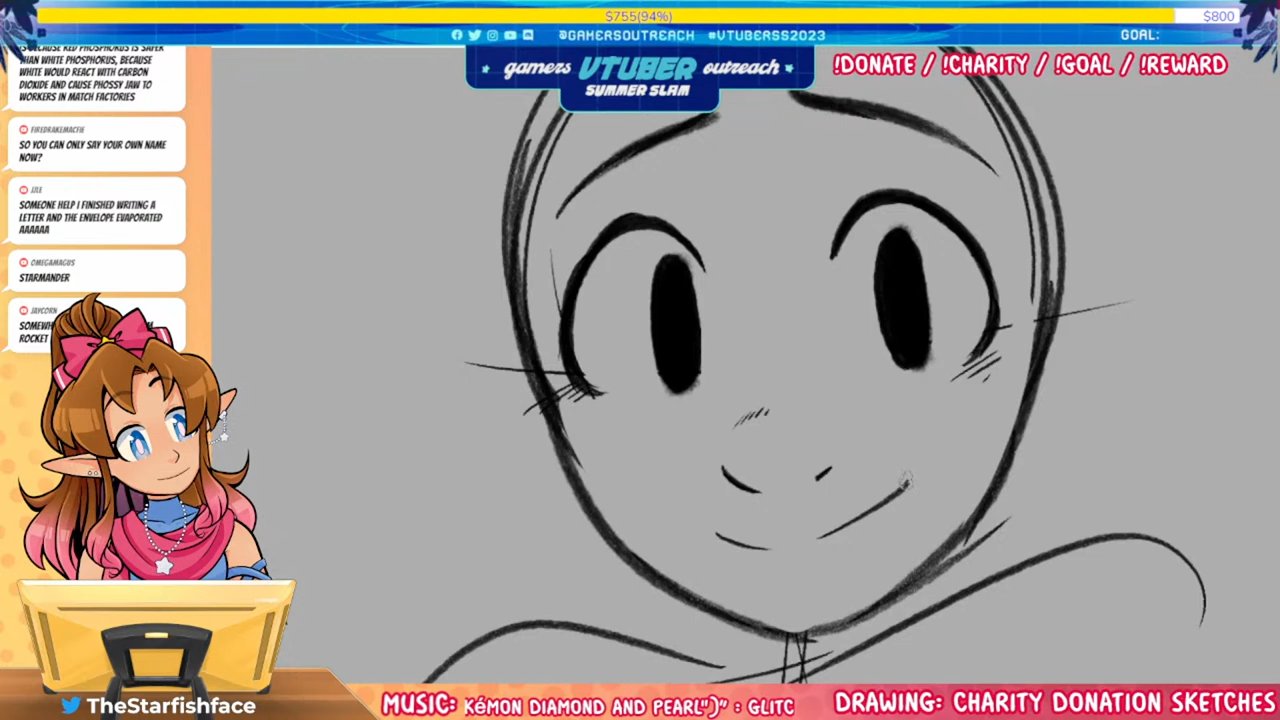 $755(94%)
$800
@GAMERSOUTREACH #VTUBERSS2023
GOAL:
gamers VTUBER outreach
SUMMER SLAM
!DONATE / !CHARITY / !GOAL / !REWARD
IS BECAUSE RED PHOSPHORUS IS SAFER
THAN WHITE PHOSPHORUS, BECAUSE
WHITE WOULD REACT WITH CARBON
DIOXIDE AND CAUSE PHOSSY JAW TO
WORKERS IN MATCH FACTORIES
FIREDRAKEMACFIE
SO YOU CAN ONLY SAY YOUR OWN NAME
NOW?
SOMEONE HELP I FINISHED WRITING A
LETTER AND THE ENVELOPE EVAPORATED
AAAAAA
OMEGAMAGUS
STARMANDER
JAYCORN
ROCKET
TheStarfishface
MUSIC: KéMON DIAMOND AND PEARL")" : GLITC
DRAWING: CHARITY DONATION SKETCHES